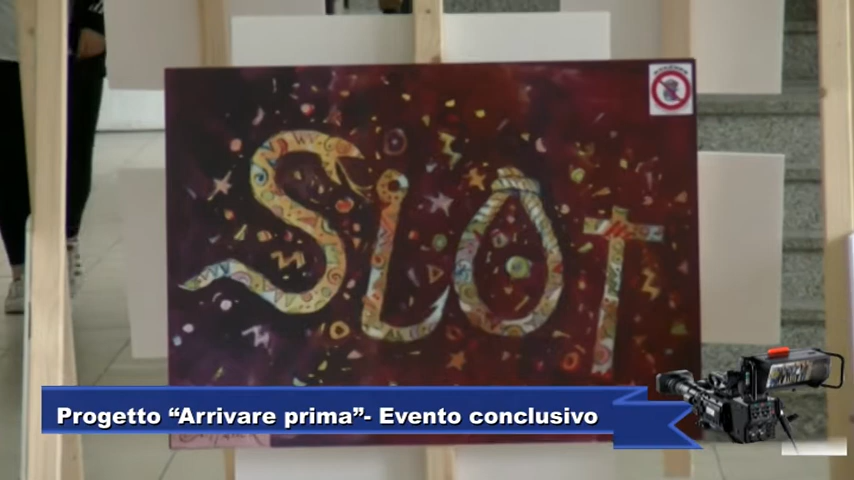 SLOT
Progetto “Arrivare prima”- Evento conclusivo